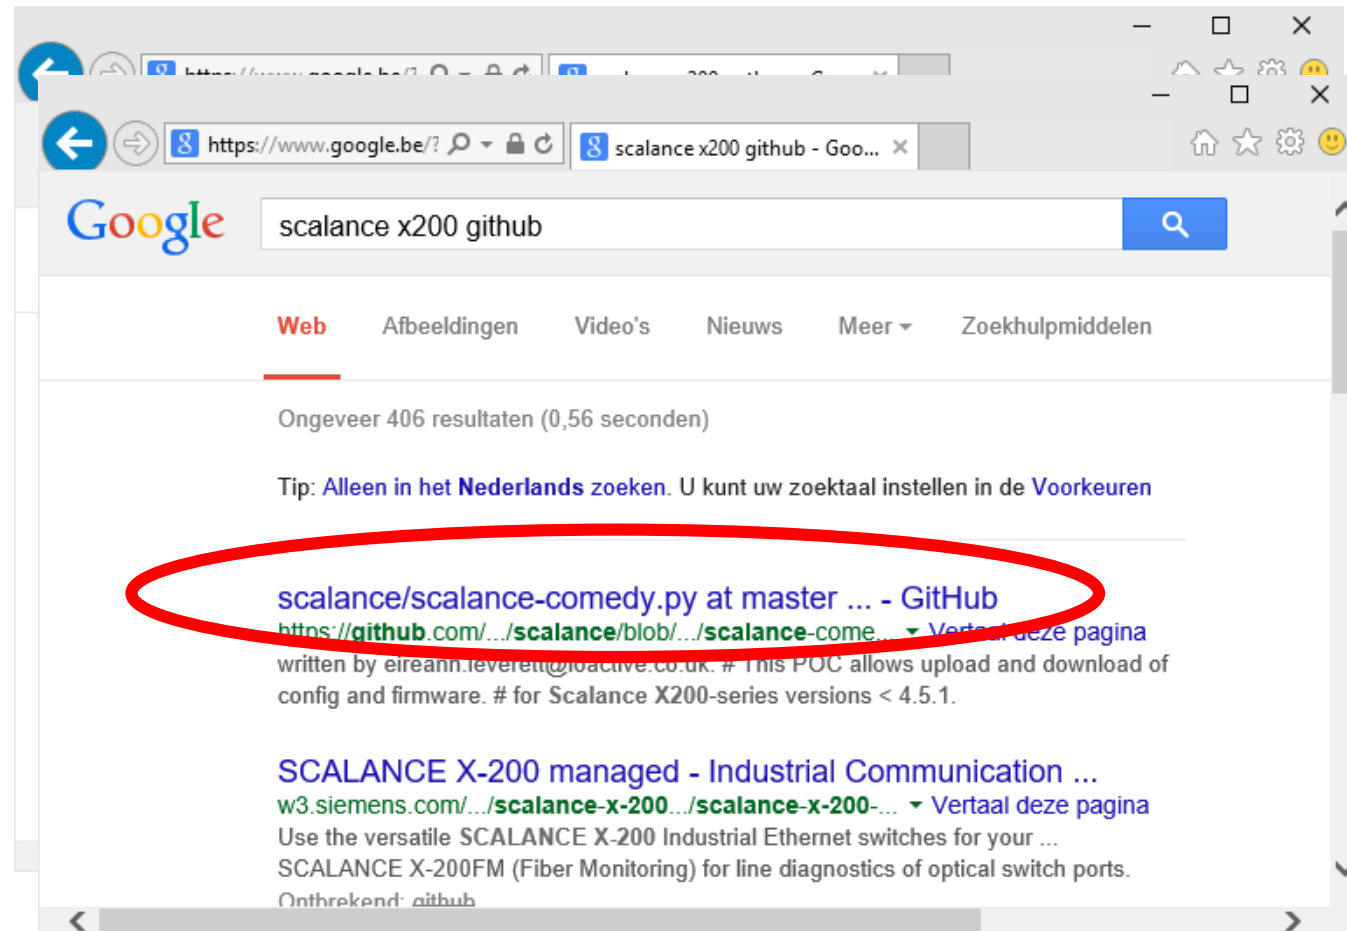 https://www.google.be/?
scalance x200 github - Goo...
Google
scalance x200 github
Web Afbeeldingen Video's Nieuws Meer Zoekhulpmiddelen
Ongeveer 406 resultaten (0,56 seconden)
Tip: Alleen in het Nederlands zoeken. U kunt uw zoektaal instellen in de Voorkeuren
scalance/scalance-comedy.py at master ... - GitHub
https://github.com/.../scalance/blob/.../scalance-come... Vertaal deze pagina
written by eireann.leverett@ioactive.co.uk. # This POC allows upload and download of
config and firmware. # for Scalance X200-series versions < 4.5.1.
SCALANCE X-200 managed - Industrial Communication ...
w3.siemens.com/.../scalance-x-200.../scalance-x-200-... Vertaal deze pagina
Use the versatile SCALANCE X-200 Industrial Ethernet switches for your ...
SCALANCE X-200FM (Fiber Monitoring) for line diagnostics of optical switch ports.
Ontbrekend: github